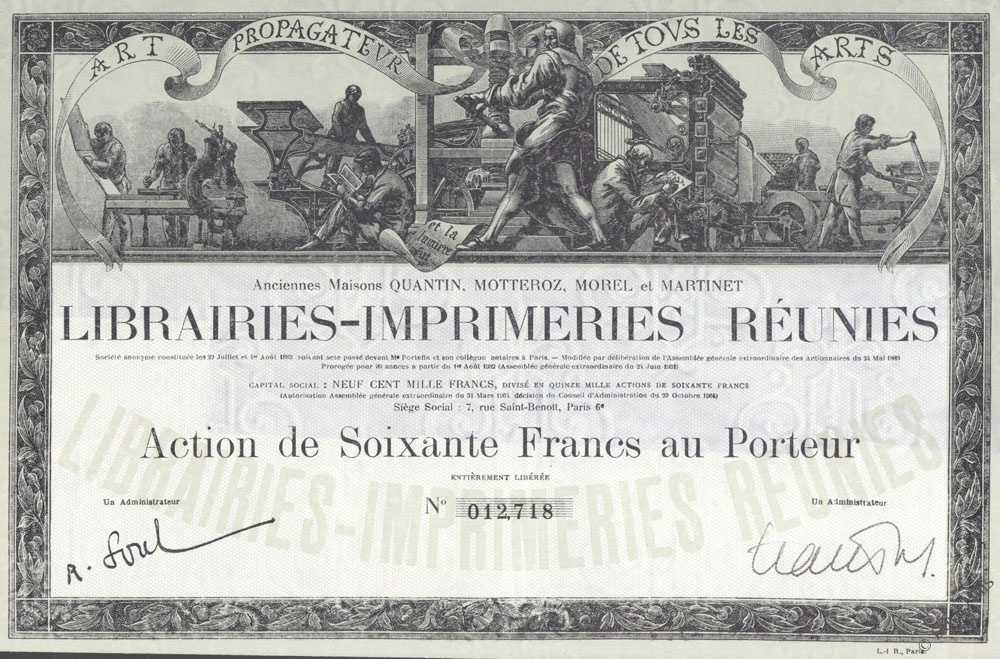 ART PROPAGATEVR DE TOVS LES ARTS
et la
lumière
fut
Anciennes Maisons QUANTIN, MOTTEROZ, MOREL et MARTINET
LIBRAIRIES-IMPRIMERIES RÉUNIES
Société anonyme constituée les 29 Juillet et 1er Août 1882 suivant acte passé devant Me Portefin et son collègue notaires à Paris. — Modifiée par délibération de l'Assemblée générale extraordinaire des Actionnaires du 24 Mai 1889
Prorogée pour 99 années a partir du 1er Août 1932 (Assemblée générale extraordinaire du 24 Juin 1931)
CAPITAL SOCIAL : NEUF CENT MILLE FRANCS, DIVISÉ EN QUINZE MILLE ACTIONS DE SOIXANTE FRANCS
(Autorisation Assemblée générale extraordinaire du 31 Mars 1961 décision du Conseil d'Administration du 29 Octobre 1964)
Siège Social : 7, rue Saint-Benoît, Paris 6e
LIBRAIRIES-IMPRIMERIES RÉUNIES
Action de Soixante Francs au Porteur
ENTIÈREMENT LIBÉRÉE
No 012,718
Un Administrateur
Un Administrateur
R. Sorel
L.-I R., Paris.